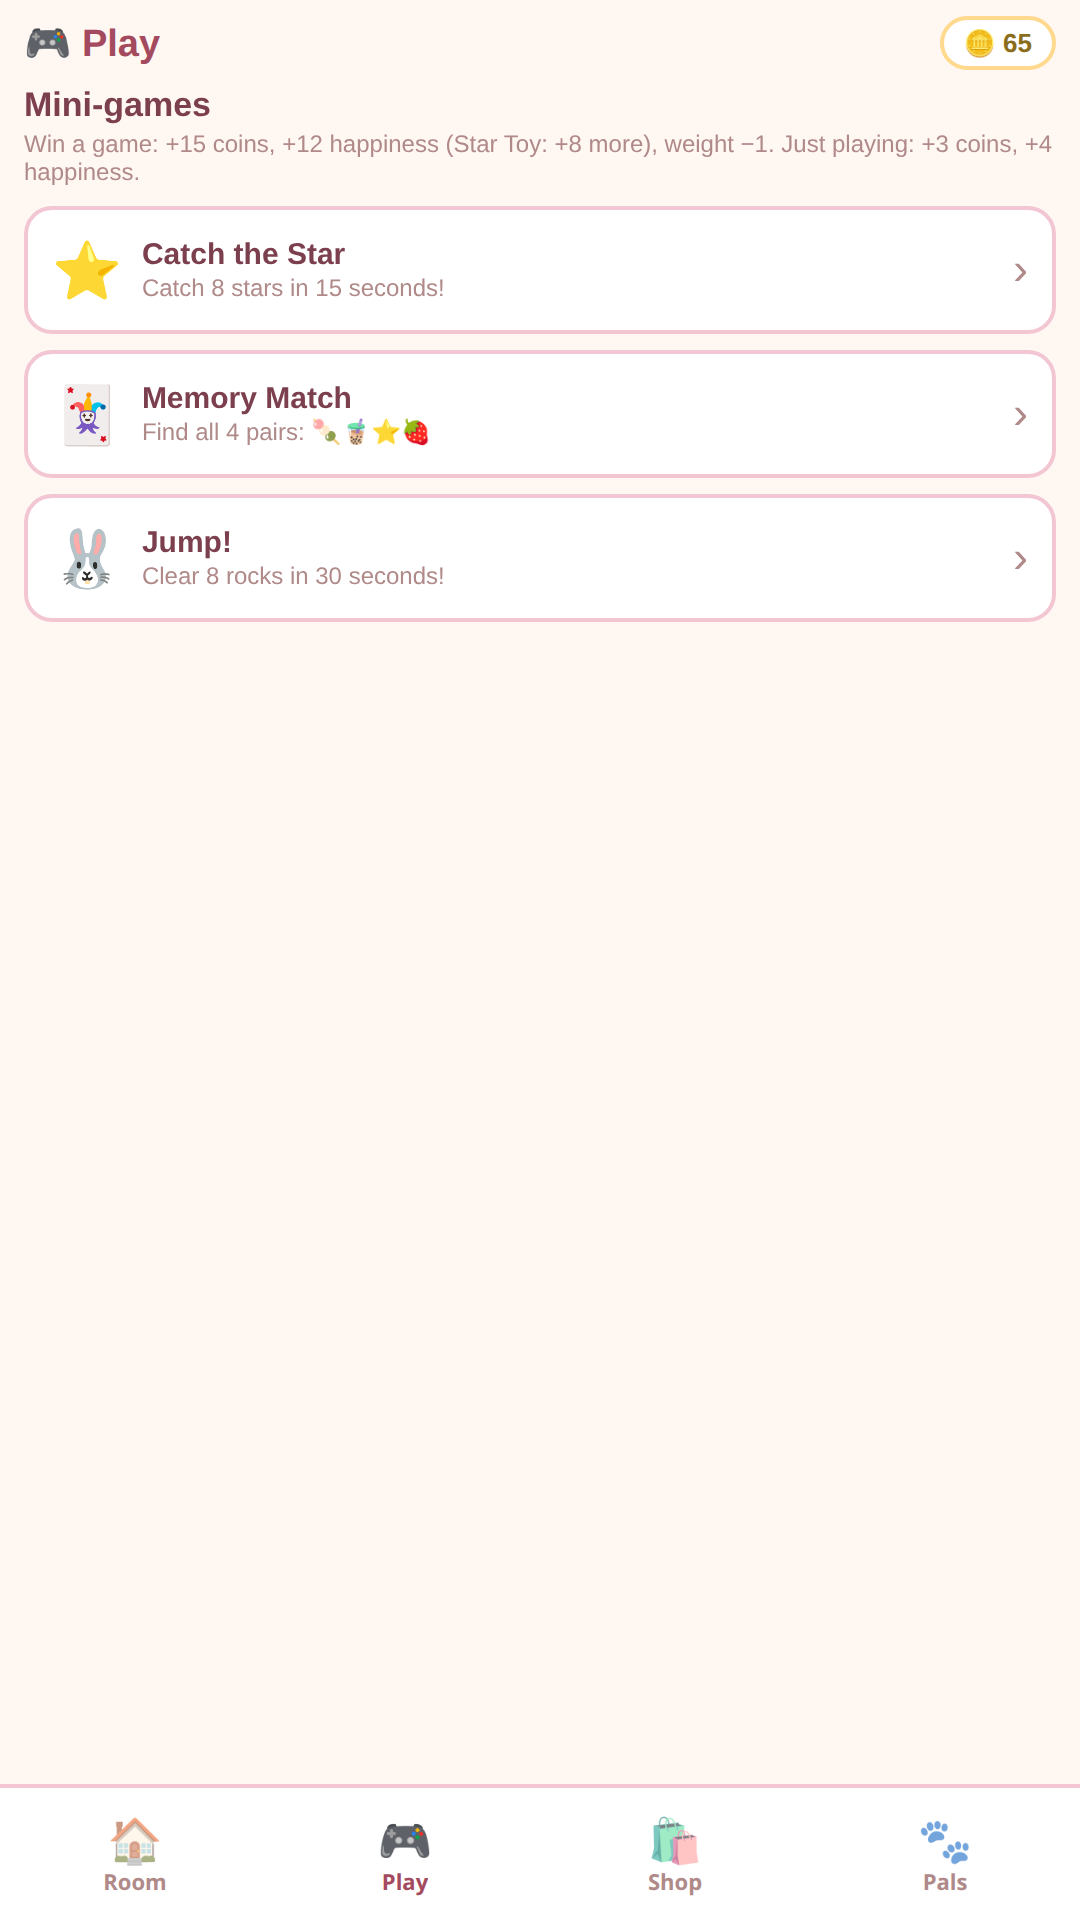 🎮 Play
🪙 65
Mini-games
Win a game: +15 coins, +12 happiness (Star Toy: +8 more), weight −1. Just playing: +3 coins, +4
happiness.
Catch the Star
Catch 8 stars in 15 seconds!
›
Memory Match
Find all 4 pairs: 🍡🧋⭐🍓
›
Jump!
Clear 8 rocks in 30 seconds!
›
Room
Play
Shop
Pals